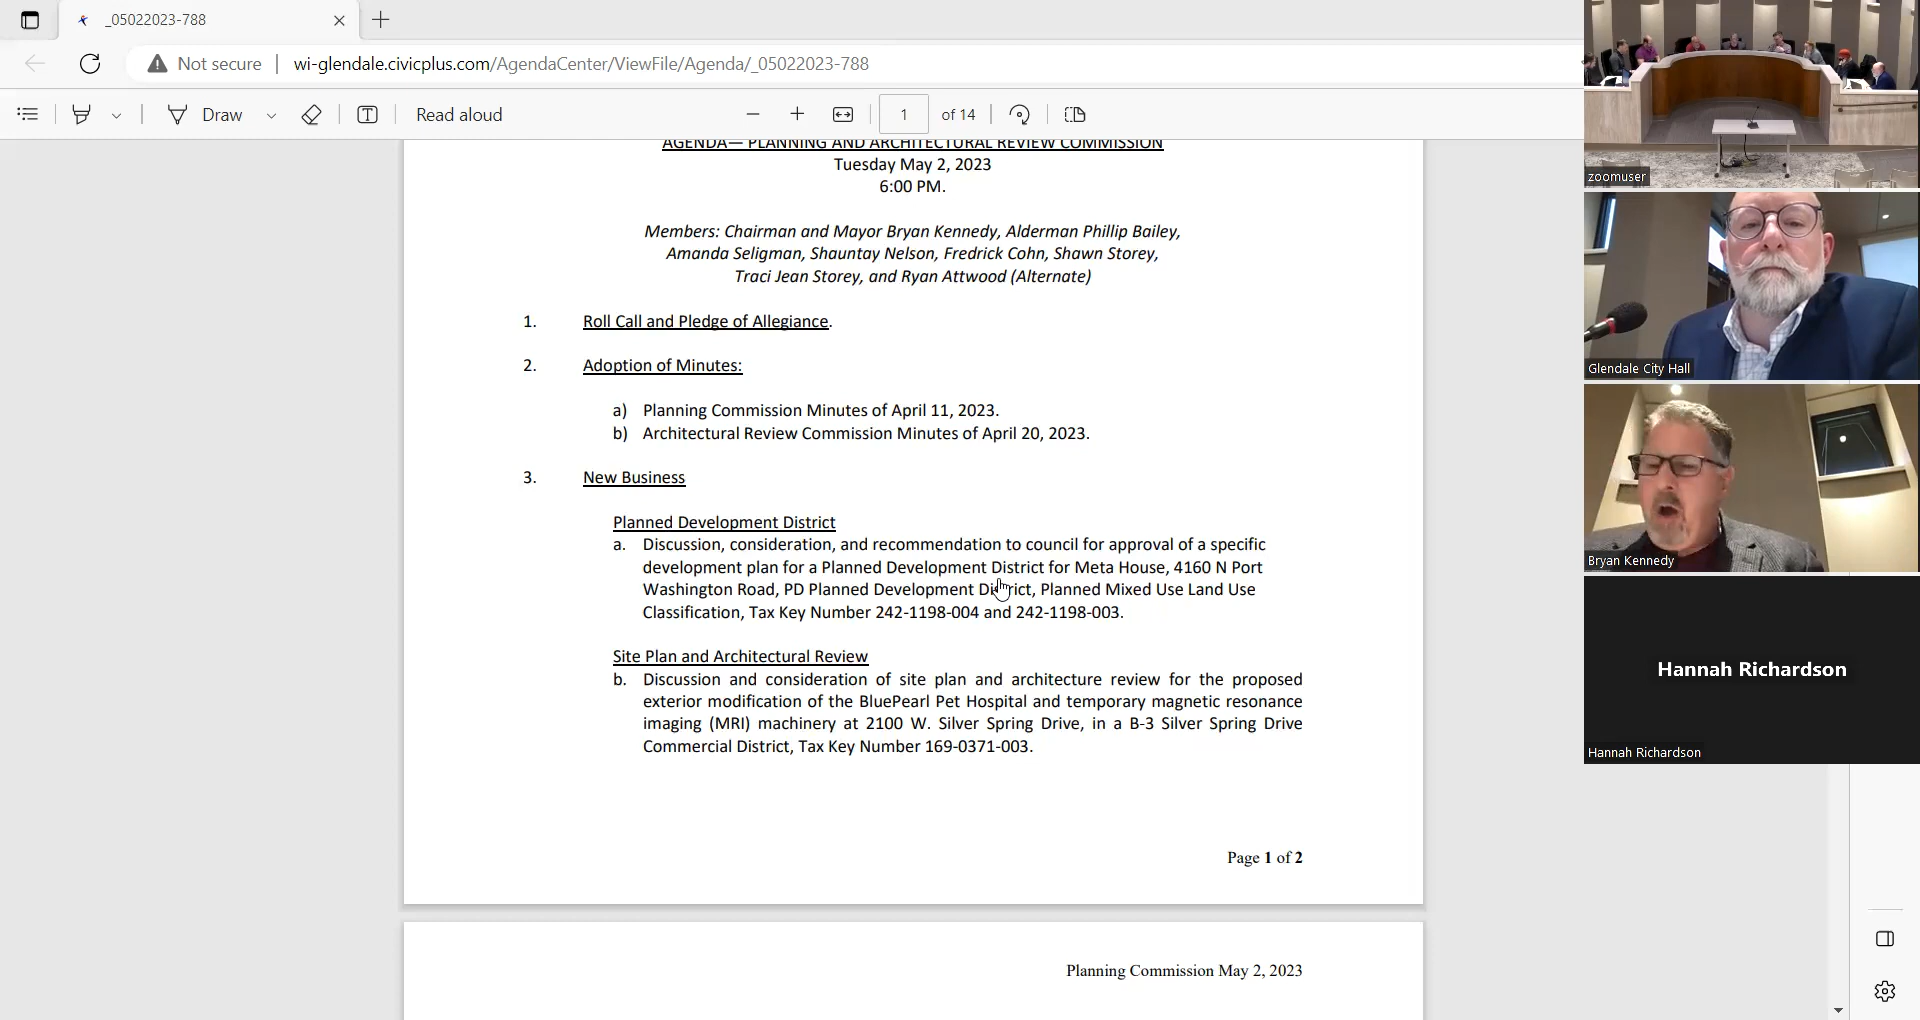 _05022023-788
Not secure
wi-glendale.civicplus.com/AgendaCenter/ViewFile/Agenda/_05022023-788
Draw
Read aloud
1
of 14
AGENDA— PLANNING AND ARCHITECTURAL REVIEW COMMISSION
Tuesday May 2, 2023
6:00 PM.
Members: Chairman and Mayor Bryan Kennedy, Alderman Phillip Bailey,
Amanda Seligman, Shauntay Nelson, Fredrick Cohn, Shawn Storey,
Traci Jean Storey, and Ryan Attwood (Alternate)
1. Roll Call and Pledge of Allegiance.
2. Adoption of Minutes:
a) Planning Commission Minutes of April 11, 2023.
b) Architectural Review Commission Minutes of April 20, 2023.
3. New Business
Planned Development District
a. Discussion, consideration, and recommendation to council for approval of a specific
development plan for a Planned Development District for Meta House, 4160 N Port
Washington Road, PD Planned Development District, Planned Mixed Use Land Use
Classification, Tax Key Number 242-1198-004 and 242-1198-003.
Site Plan and Architectural Review
b. Discussion and consideration of site plan and architecture review for the proposed
exterior modification of the BluePearl Pet Hospital and temporary magnetic resonance
imaging (MRI) machinery at 2100 W. Silver Spring Drive, in a B-3 Silver Spring Drive
Commercial District, Tax Key Number 169-0371-003.
Page 1 of 2
Planning Commission May 2, 2023
zoomuser
Glendale City Hall
Bryan Kennedy
Hannah Richardson
Hannah Richardson